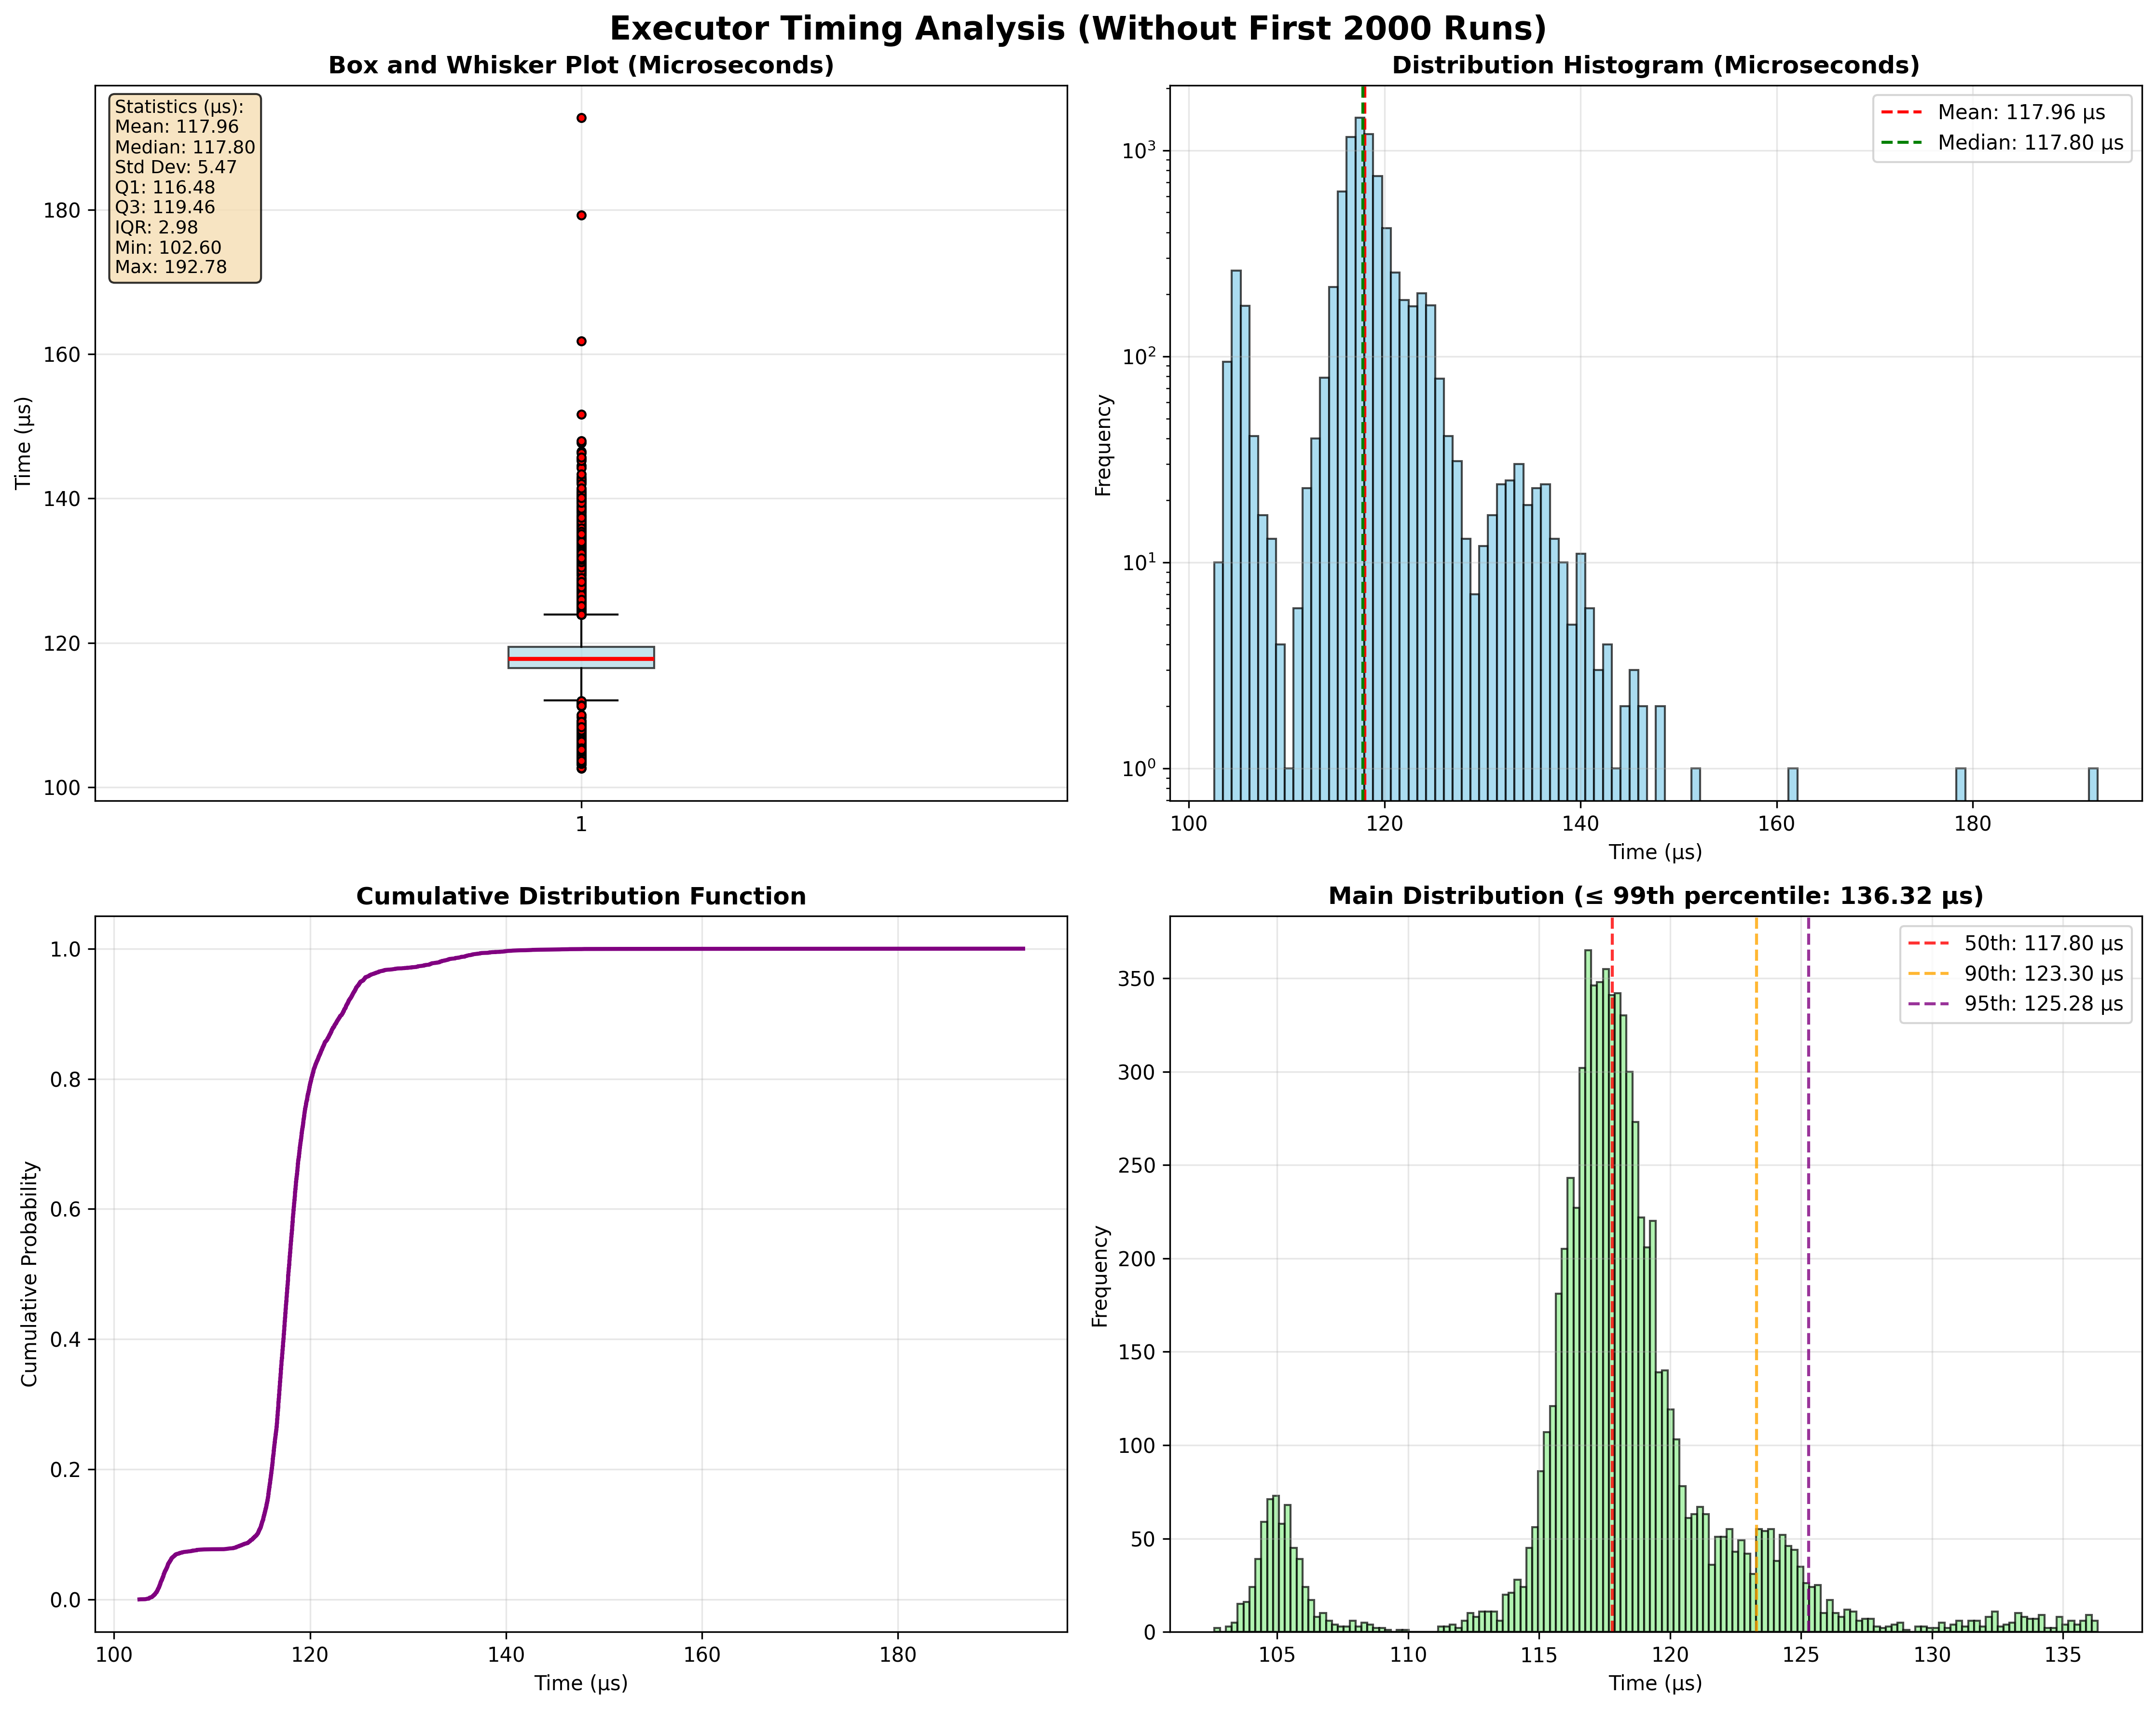 Executor Timing Analysis (Without First 2000 Runs)
Box and Whisker Plot (Microseconds)
Statistics (µs):
Mean: 117.96
Median: 117.80
Std Dev: 5.47
Q1: 116.48
Q3: 119.46
IQR: 2.98
Min: 102.60
Max: 192.78
Time (µs)
180
160
140
120
100
1
Distribution Histogram (Microseconds)
Mean: 117.96 µs
Median: 117.80 µs
Frequency
10³
10²
10¹
10⁰
100 120 140 160 180
Time (µs)
Cumulative Distribution Function
Cumulative Probability
1.0
0.8
0.6
0.4
0.2
0.0
100 120 140 160 180
Time (µs)
Main Distribution (≤ 99th percentile: 136.32 µs)
50th: 117.80 µs
90th: 123.30 µs
95th: 125.28 µs
Frequency
350
300
250
200
150
100
50
0
105 110 115 120 125 130 135
Time (µs)